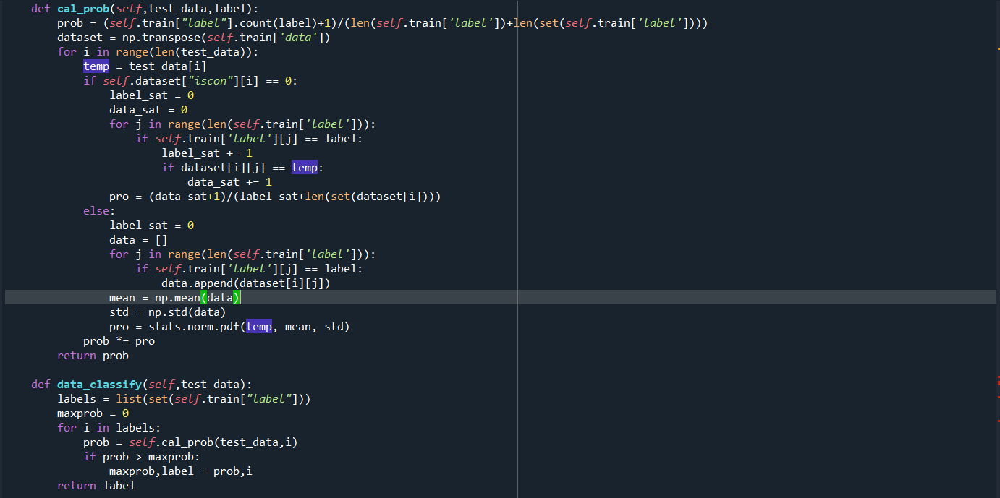 def cal_prob(self,test_data,label):
    prob = (self.train["label"].count(label)+1)/(len(self.train['label'])+len(set(self.train['label'])))
    dataset = np.transpose(self.train['data'])
    for i in range(len(test_data)):
        temp = test_data[i]
        if self.dataset["iscon"][i] == 0:
            label_sat = 0
            data_sat = 0
            for j in range(len(self.train['label'])):
                if self.train['label'][j] == label:
                    label_sat += 1
                    if dataset[i][j] == temp:
                        data_sat += 1
            pro = (data_sat+1)/(label_sat+len(set(dataset[i])))
        else:
            label_sat = 0
            data = []
            for j in range(len(self.train['label'])):
                if self.train['label'][j] == label:
                    data.append(dataset[i][j])
            mean = np.mean(data)
            std = np.std(data)
            pro = stats.norm.pdf(temp, mean, std)
        prob *= pro
    return prob

def data_classify(self,test_data):
    labels = list(set(self.train["label"]))
    maxprob = 0
    for i in labels:
        prob = self.cal_prob(test_data,i)
        if prob > maxprob:
            maxprob,label = prob,i
    return label